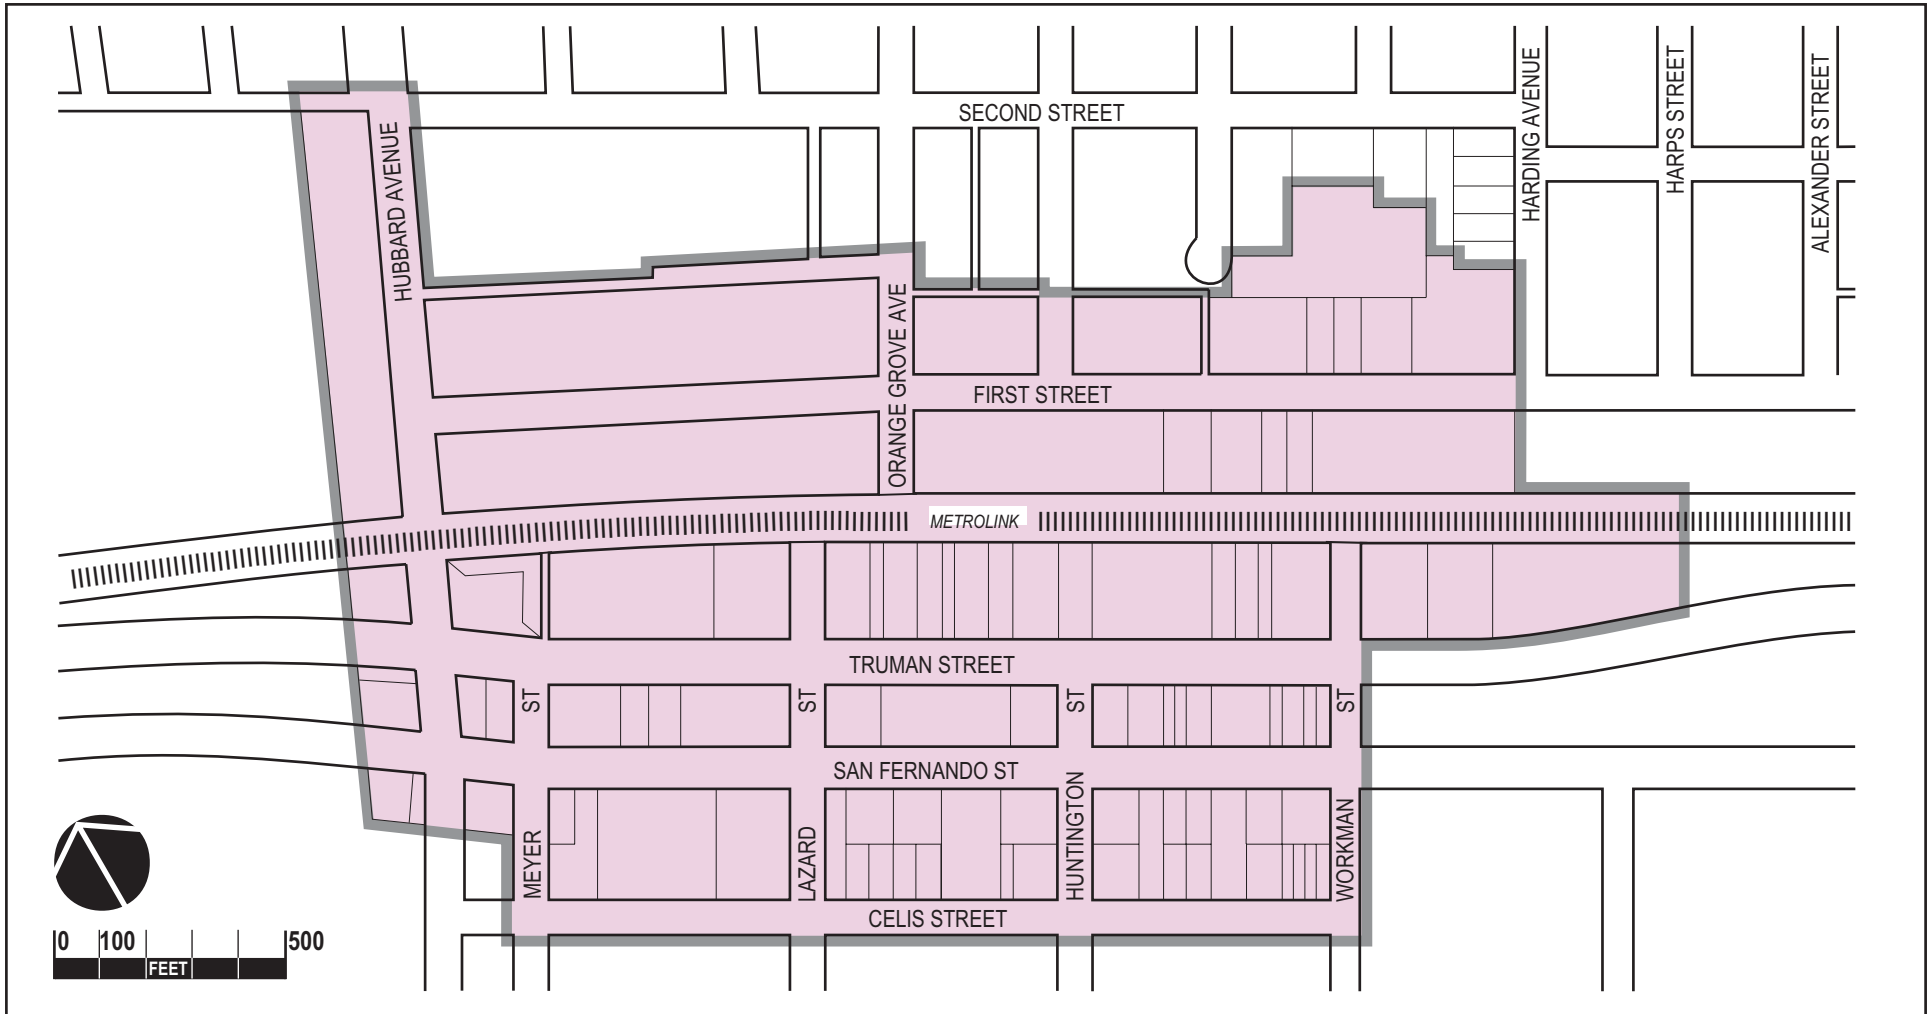 SECOND STREET
HARDING AVENUE
HARPS STREET
ALEXANDER STREET
HUBBARD AVENUE
ORANGE GROVE AVE
FIRST STREET
METROLINK
TRUMAN STREET
MEYER ST
LAZARD ST
HUNTINGTON ST
WORKMAN ST
SAN FERNANDO ST
CELIS STREET
0 100 500
FEET